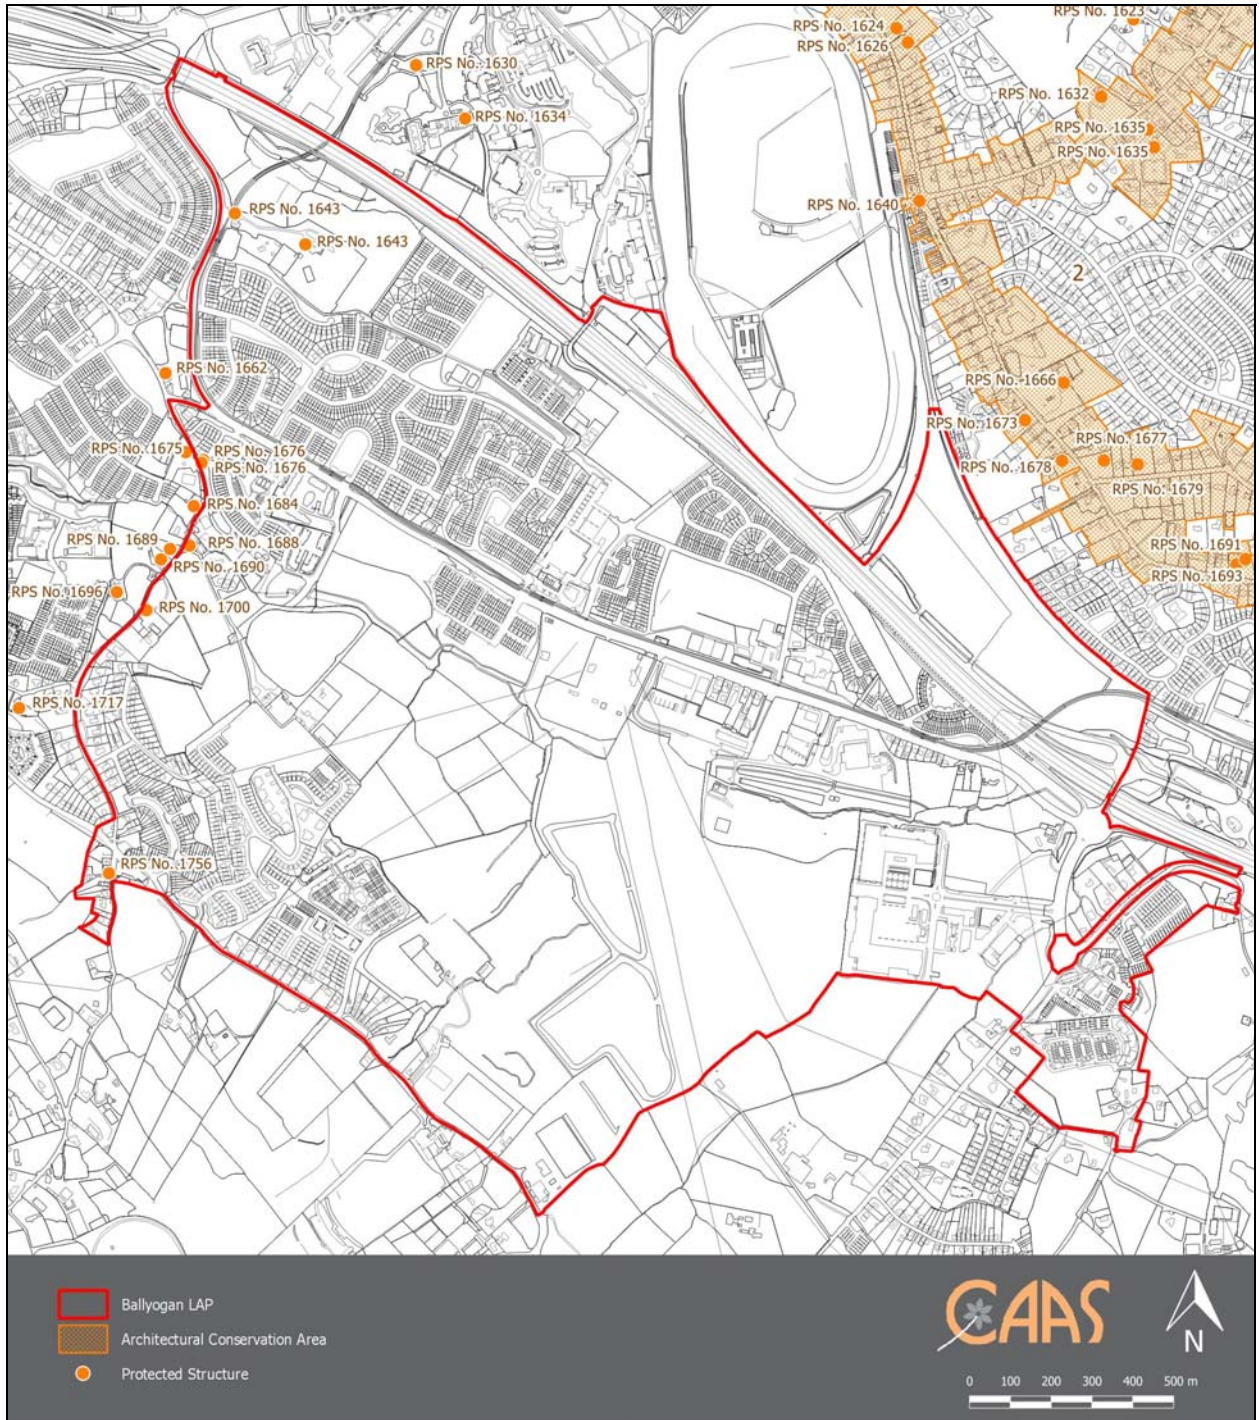 RPS No. 1623
RPS No. 1624
RPS No. 1626
RPS No. 1630
RPS No. 1632
RPS No. 1634
RPS No. 1635
RPS No. 1635
RPS No. 1640
RPS No. 1643
RPS No. 1643
2
RPS No. 1662
RPS No. 1666
RPS No. 1673
RPS No. 1677
RPS No. 1675
RPS No. 1676
RPS No. 1676
RPS No. 1678
RPS No. 1679
RPS No. 1684
RPS No. 1689
RPS No. 1688
RPS No. 1691
RPS No. 1690
RPS No. 1693
RPS No. 1696
RPS No. 1700
RPS No. 1717
RPS No. 1756
Ballyogan LAP
Architectural Conservation Area
Protected Structure
CAAS
N
0 100 200 300 400 500 m